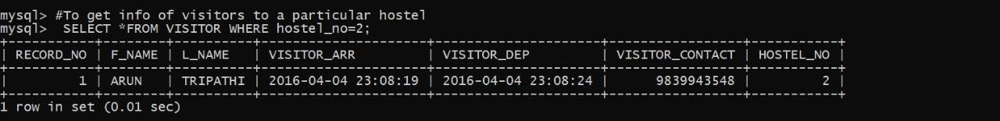 mysql> #To get info of visitors to a particular hostel
mysql>  SELECT *FROM VISITOR WHERE hostel_no=2;
+-----------+--------+----------+---------------------+---------------------+-----------------+-----------+
| RECORD_NO | F_NAME | L_NAME   | VISITOR_ARR         | VISITOR_DEP         | VISITOR_CONTACT | HOSTEL_NO |
+-----------+--------+----------+---------------------+---------------------+-----------------+-----------+
|         1 | ARUN   | TRIPATHI | 2016-04-04 23:08:19 | 2016-04-04 23:08:24 |      9839943548 |         2 |
+-----------+--------+----------+---------------------+---------------------+-----------------+-----------+
1 row in set (0.01 sec)